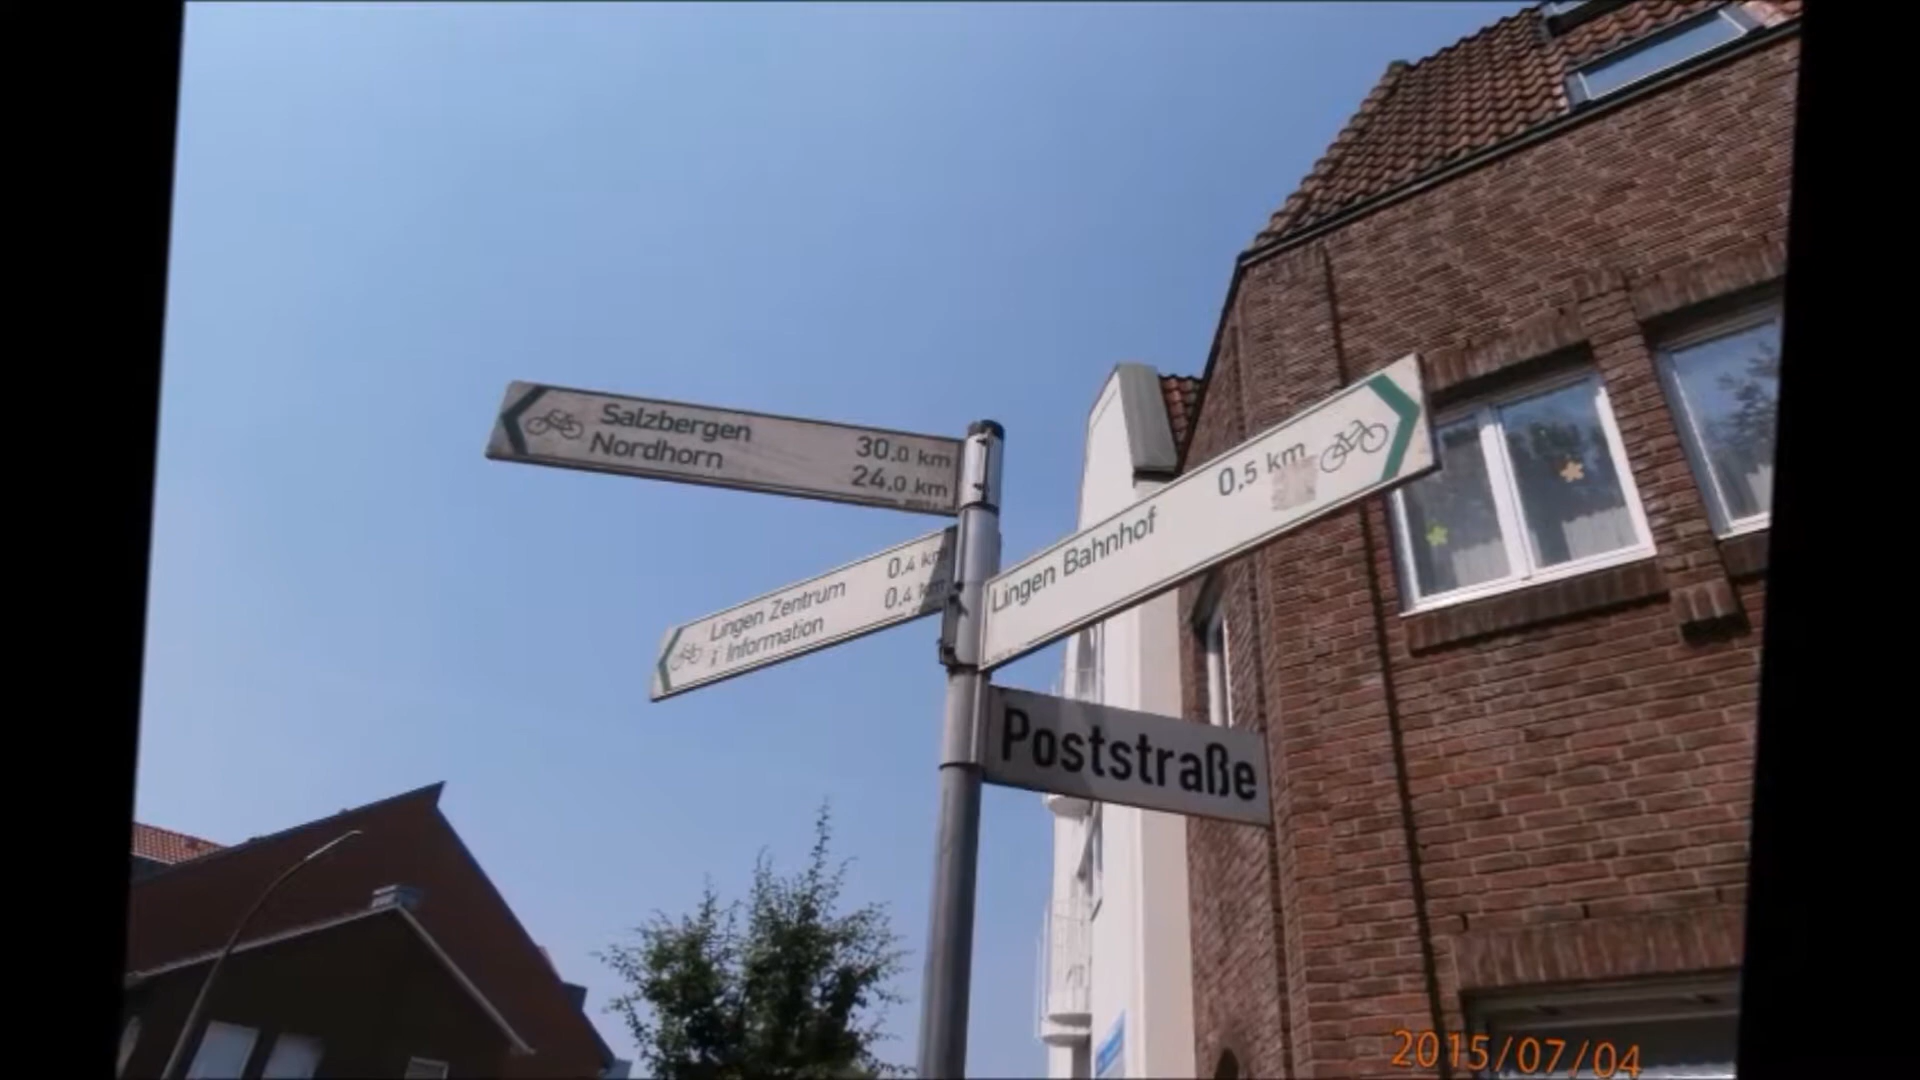 Salzbergen 30.0 km
Nordhorn 24.0 km
Lingen Zentrum 0.4 km
i Information 0.4 km
Lingen Bahnhof 0,5 km
Poststraße
2015/07/04